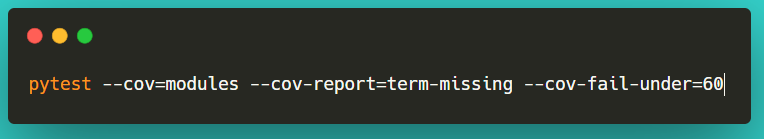 pytest --cov=modules --cov-report=term-missing --cov-fail-under=60